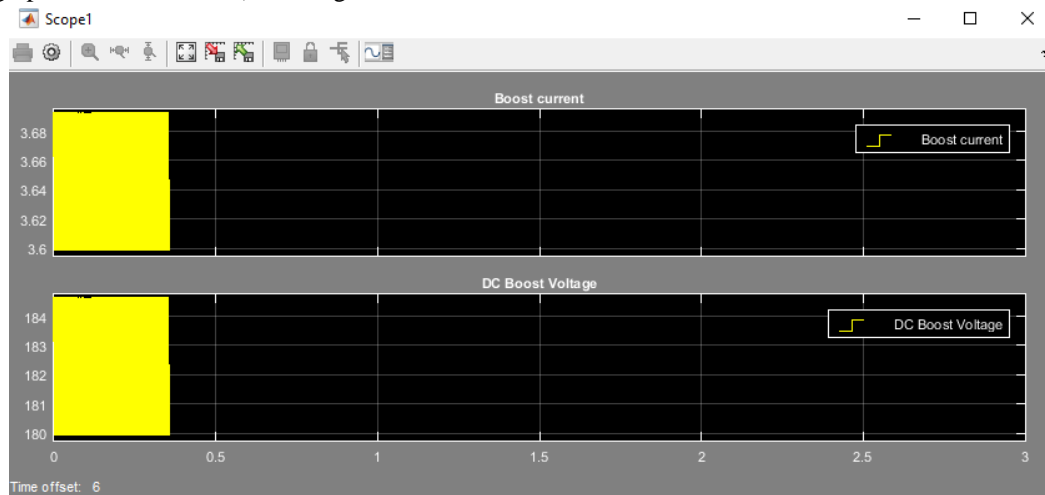 Scope1
Boost current
3.68
3.66
3.64
3.62
3.6
Boost current
DC Boost Voltage
184
183
182
181
180
DC Boost Voltage
0 0.5 1 1.5 2 2.5 3
Time offset: 6